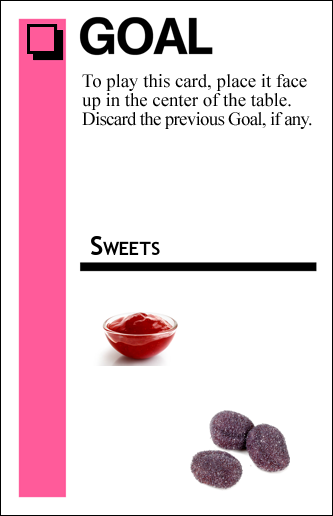 GOAL
To play this card, place it face
up in the center of the table.
Discard the previous Goal, if any.
SWEETS